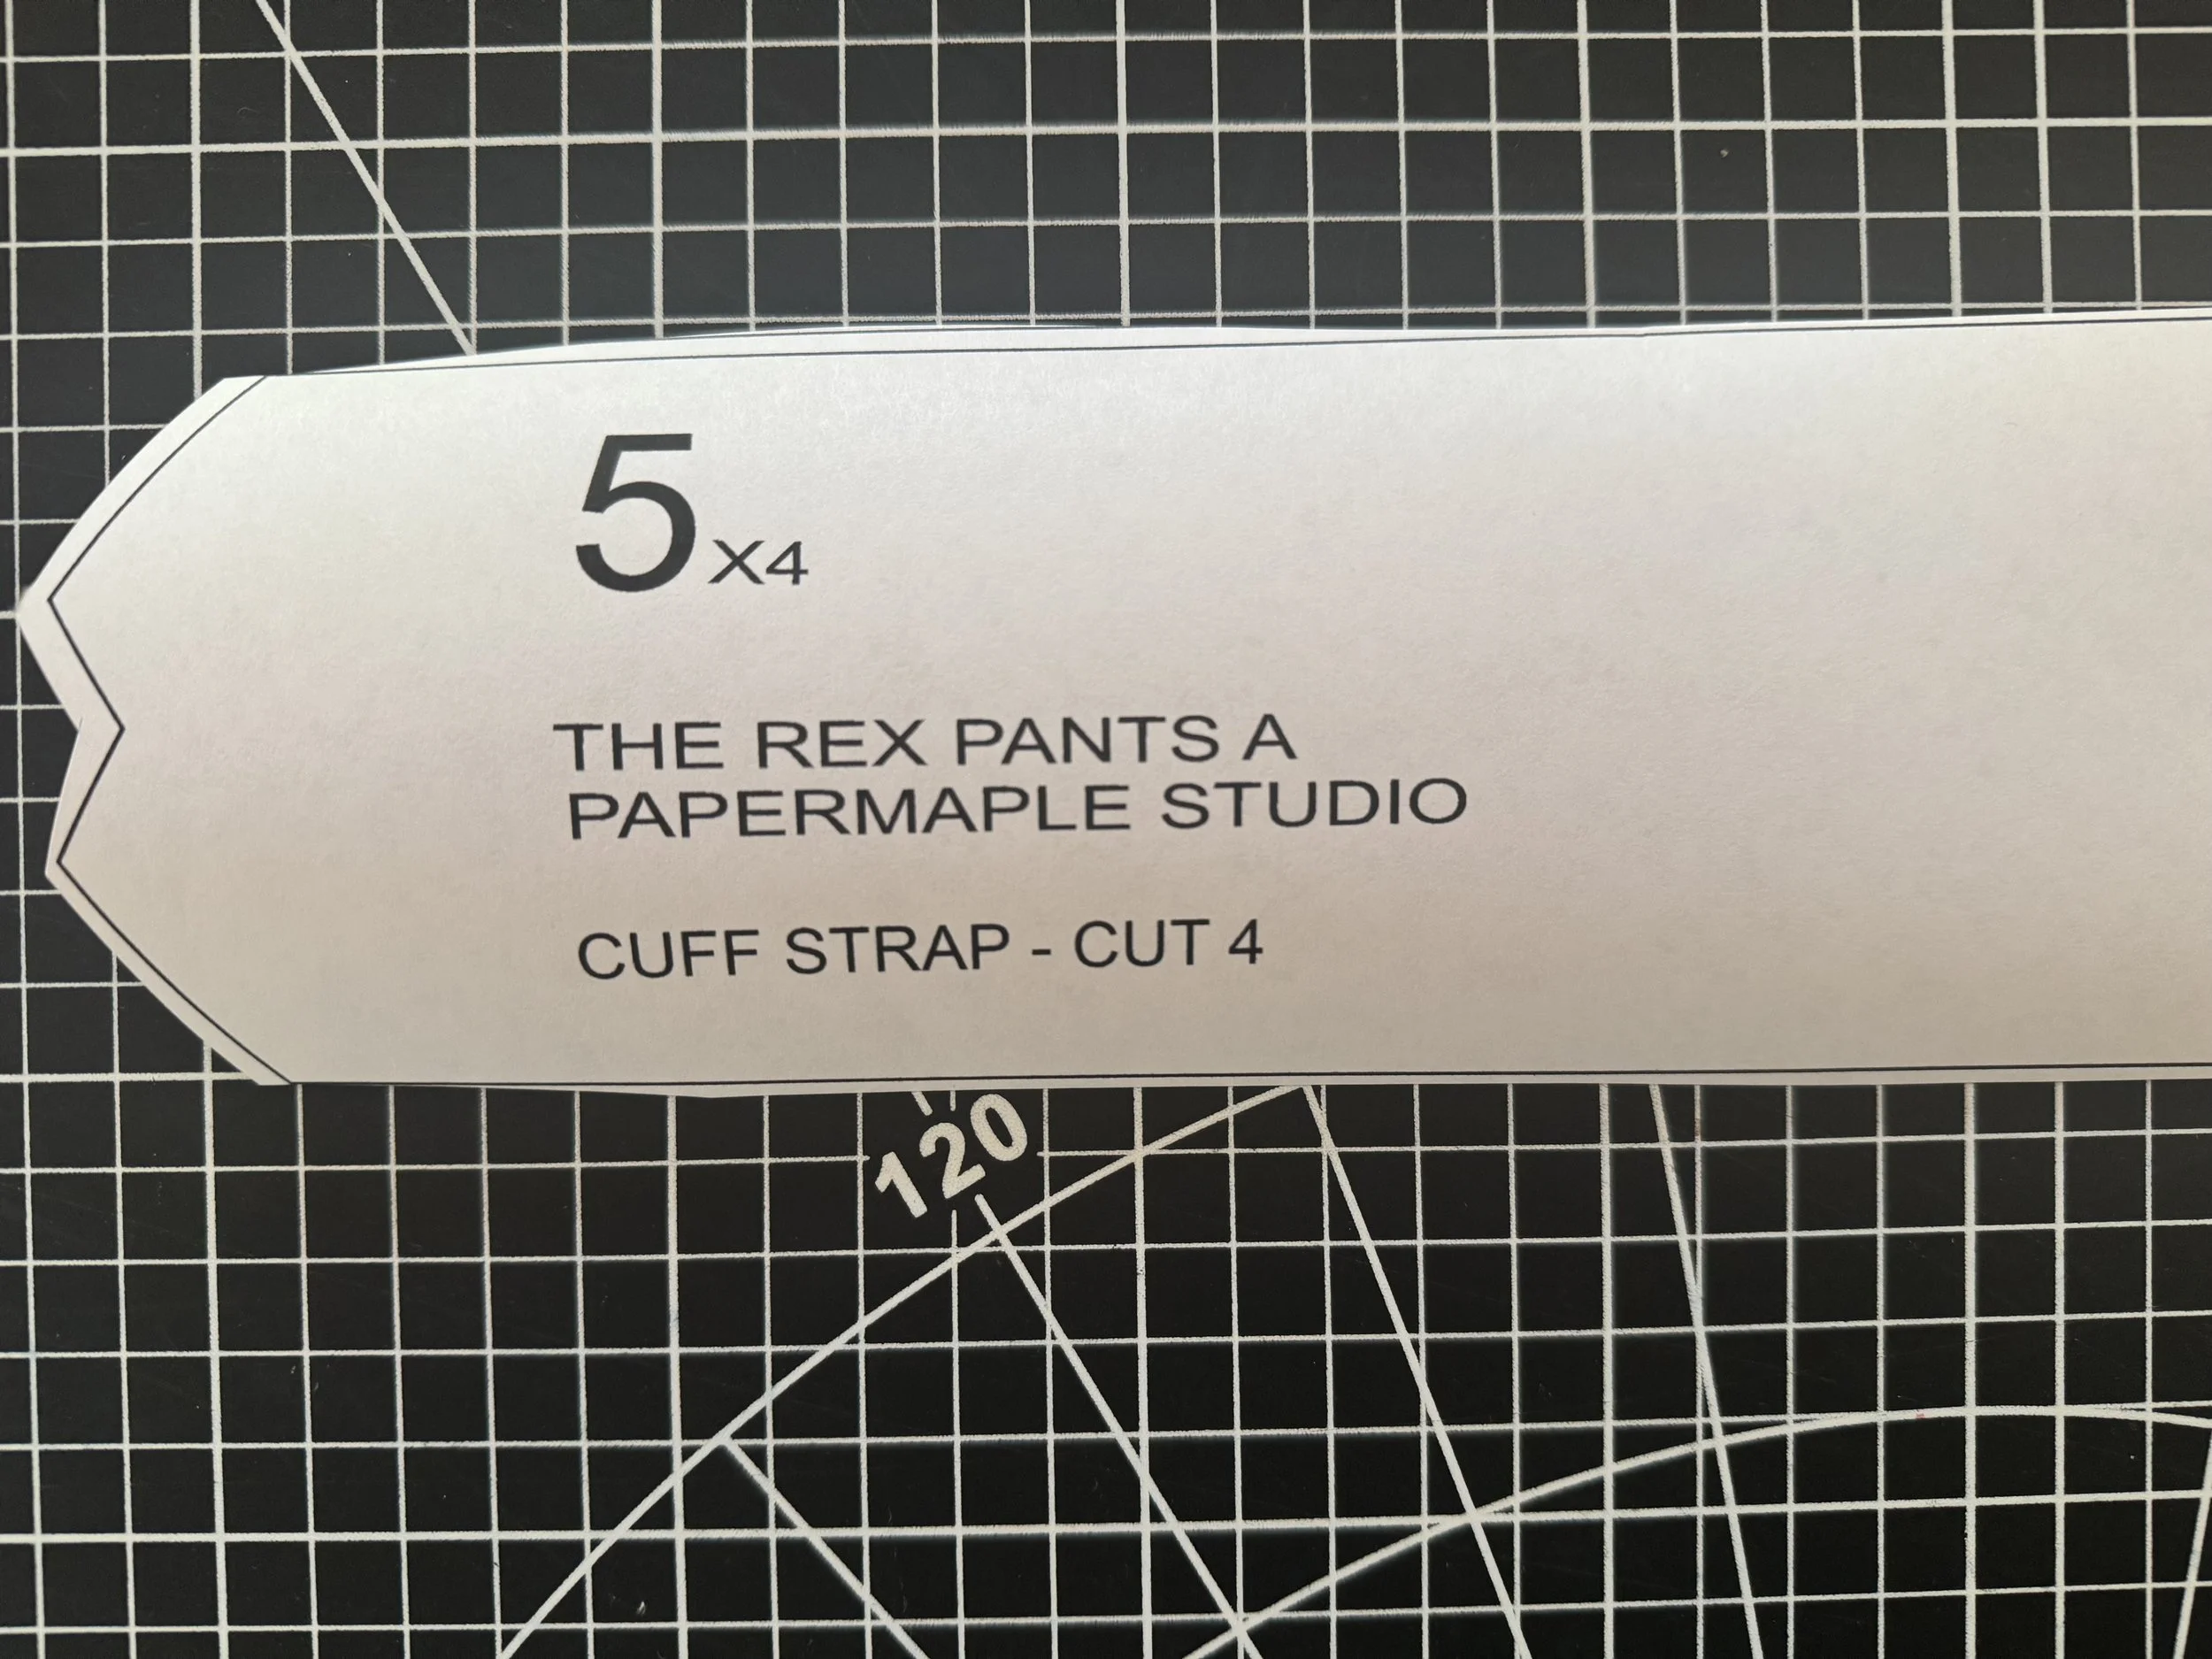 5x4
THE REX PANTS A
PAPERMAPLE STUDIO
CUFF STRAP - CUT 4
120